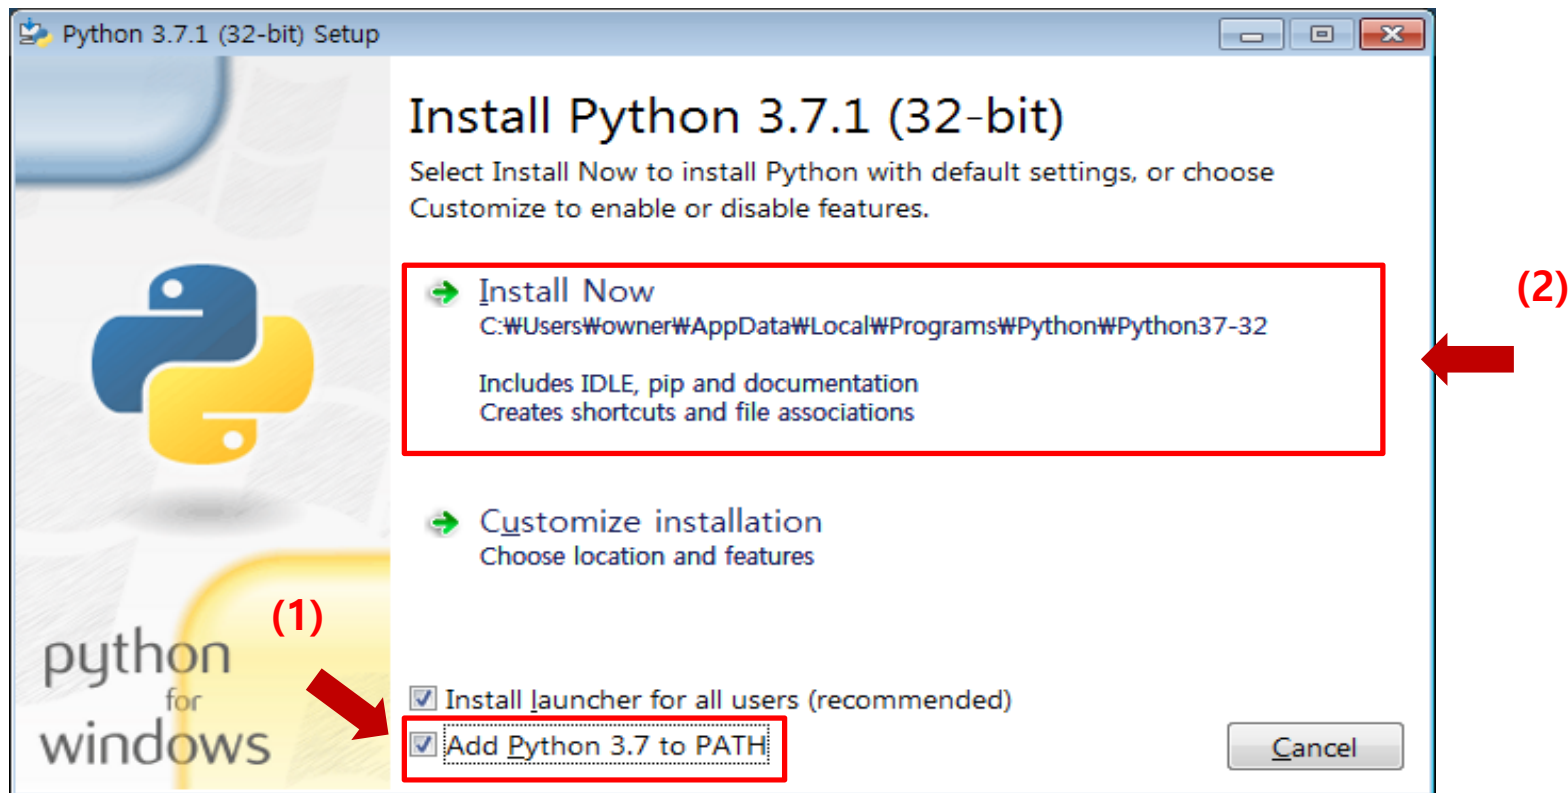 Python 3.7.1 (32-bit) Setup
Install Python 3.7.1 (32-bit)
Select Install Now to install Python with default settings, or choose
Customize to enable or disable features.
(2)
Install Now
C:₩Users₩owner₩AppData₩Local₩Programs₩Python₩Python37-32
Includes IDLE, pip and documentation
Creates shortcuts and file associations
Customize installation
Choose location and features
(1)
python
for
windows
Install launcher for all users (recommended)
Add Python 3.7 to PATH
Cancel